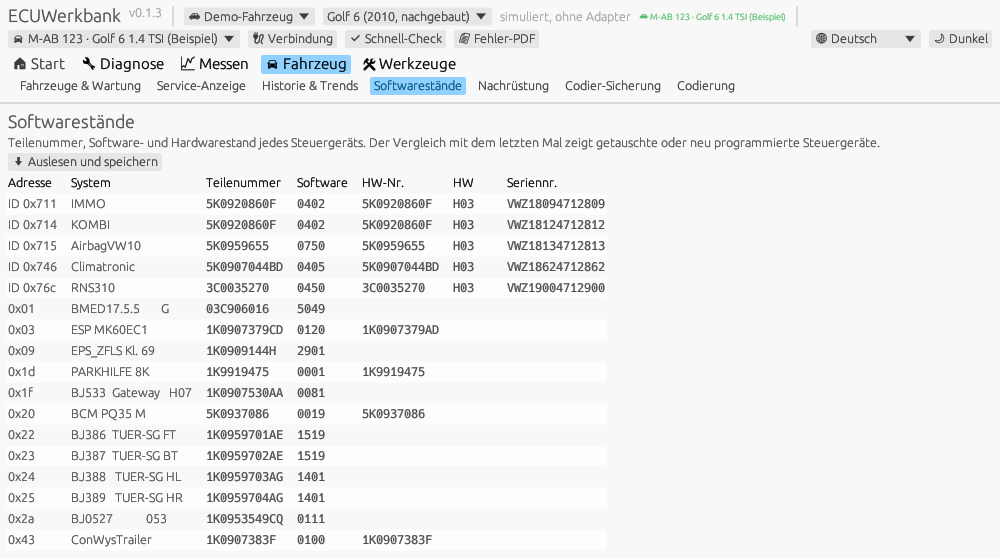 ECUWerkbank v0.1.3 Demo-Fahrzeug Golf 6 (2010, nachgebaut) simuliert, ohne Adapter M-AB 123 · Golf 6 1.4 TSI (Beispiel)
M-AB 123 · Golf 6 1.4 TSI (Beispiel) Verbindung Schnell-Check Fehler-PDF Deutsch Dunkel
Start Diagnose Messen Fahrzeug Werkzeuge
Fahrzeuge & Wartung Service-Anzeige Historie & Trends Softwarestände Nachrüstung Codier-Sicherung Codierung
Softwarestände
Teilenummer, Software- und Hardwarestand jedes Steuergeräts. Der Vergleich mit dem letzten Mal zeigt getauschte oder neu programmierte Steuergeräte.
Auslesen und speichern
Adresse System Teilenummer Software HW-Nr. HW Seriennr.
ID 0x711 IMMO 5K0920860F 0402 5K0920860F H03 VWZ18094712809
ID 0x714 KOMBI 5K0920860F 0402 5K0920860F H03 VWZ18124712812
ID 0x715 AirbagVW10 5K0959655 0750 5K0959655 H03 VWZ18134712813
ID 0x746 Climatronic 5K0907044BD 0405 5K0907044BD H03 VWZ18624712862
ID 0x76c RNS310 3C0035270 0450 3C0035270 H03 VWZ19004712900
0x01 BMED17.5.5 G 03C906016 5049
0x03 ESP MK60EC1 1K0907379CD 0120 1K0907379AD
0x09 EPS_ZFLS Kl. 69 1K0909144H 2901
0x1d PARKHILFE 8K 1K9919475 0001 1K9919475
0x1f BJ533 Gateway H07 1K0907530AA 0081
0x20 BCM PQ35 M 5K0937086 0019 5K0937086
0x22 BJ386 TUER-SG FT 1K0959701AE 1519
0x23 BJ387 TUER-SG BT 1K0959702AE 1519
0x24 BJ388 TUER-SG HL 1K0959703AG 1401
0x25 BJ389 TUER-SG HR 1K0959704AG 1401
0x2a BJ0527 053 1K0953549CQ 0111
0x43 ConWysTrailer 1K0907383F 0100 1K0907383F